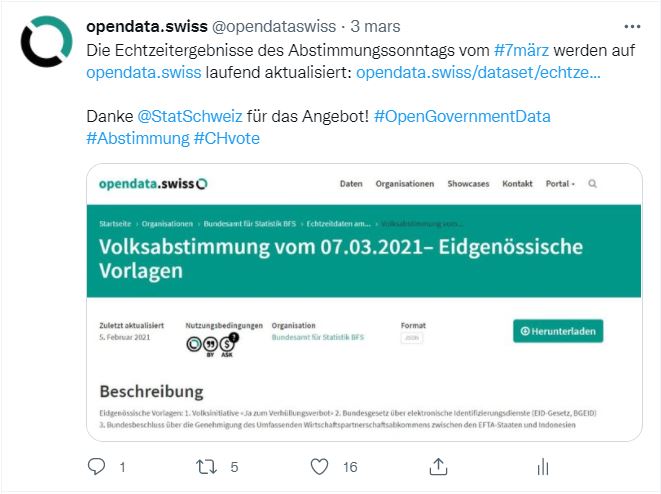 opendata.swiss @opendataswiss · 3 mars
Die Echtzeitergebnisse des Abstimmungssonntags vom #7märz werden auf
opendata.swiss laufend aktualisiert: opendata.swiss/dataset/echtze...
Danke @StatSchweiz für das Angebot! #OpenGovernmentData
#Abstimmung #CHvote
opendata.swiss Daten Organisationen Showcases Kontakt Portal
Startseite › Organisationen › Bundesamt für Statistik BFS › Echtzeitdaten am... › Volksabstimmung vom...
Volksabstimmung vom 07.03.2021– Eidgenössische
Vorlagen
Zuletzt aktualisiert Nutzungsbedingungen Organisation Format
5. Februar 2021 BY ASK Bundesamt für Statistik BFS JSON
Herunterladen
Beschreibung
Eidgenössische Vorlagen: 1. Volksinitiative «Ja zum Verhüllungsverbot» 2. Bundesgesetz über elektronische Identifizierungsdienste (EID-Gesetz, BGEID)
3. Bundesbeschluss über die Genehmigung des Umfassenden Wirtschaftspartnerschaftsabkommens zwischen den EFTA-Staaten und Indonesien
1 5 16